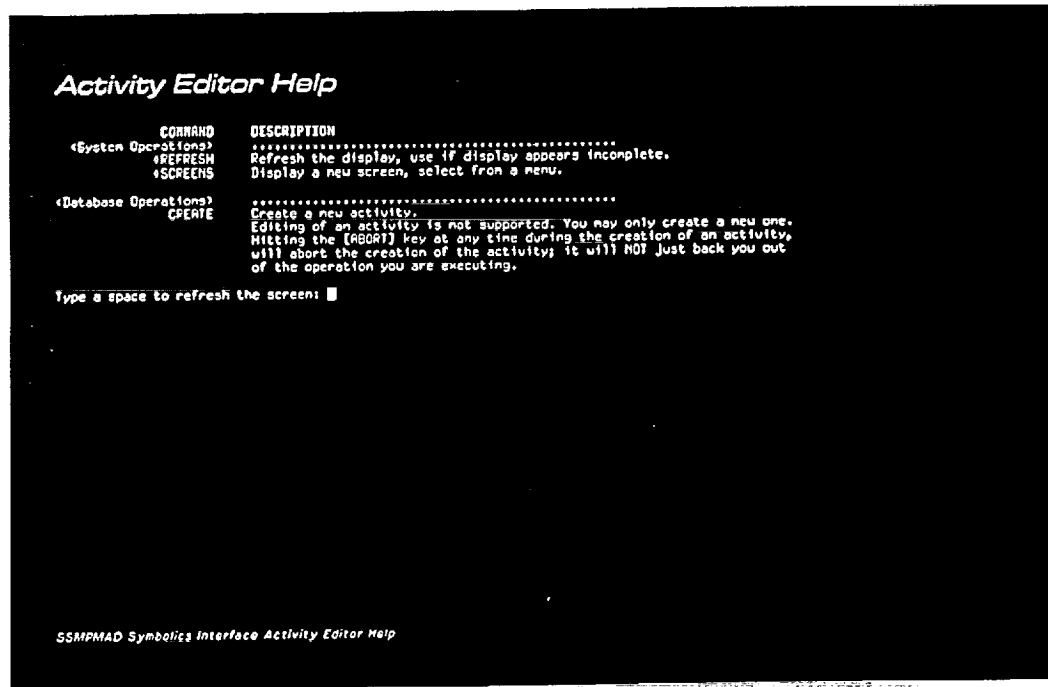 Activity Editor Help
COMMAND DESCRIPTION
<System Operations> ................................................
*REFRESH Refresh the display, use if display appears incomplete.
*SCREENS Display a new screen, select from a menu.
<Database Operations> ................................................
CREATE Create a new activity.
Editing of an activity is not supported. You may only create a new one.
Hitting the [ABORT] key at any time during the creation of an activity,
will abort the creation of the activity; it will NOT just back you out
of the operation you are executing.
Type a space to refresh the screen:
SSMPMAD Symbolics Interface Activity Editor Help